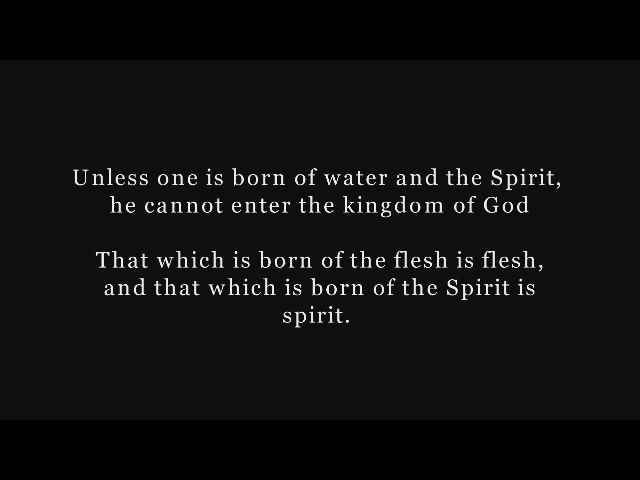 Unless one is born of water and the Spirit,
he cannot enter the kingdom of God
That which is born of the flesh is flesh,
and that which is born of the Spirit is
spirit.